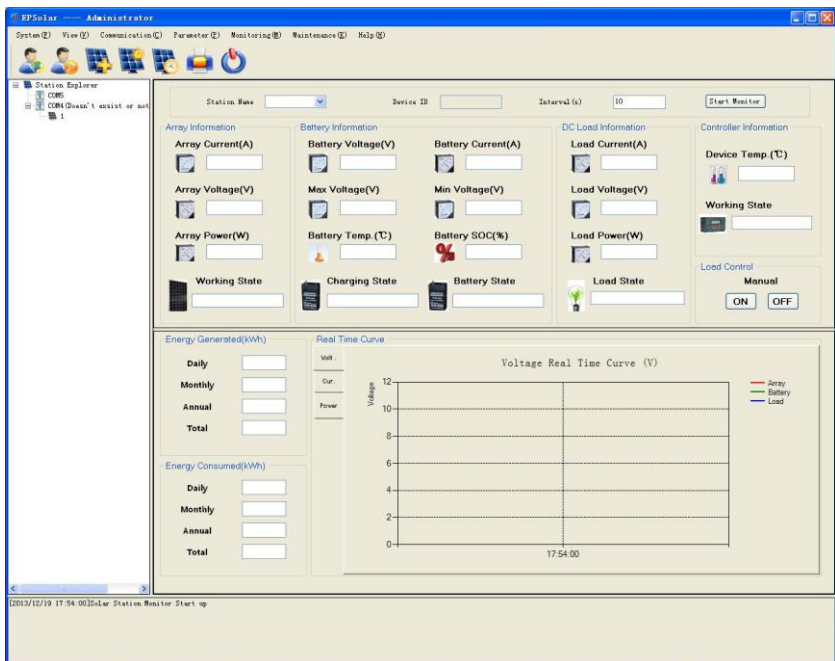 EPSolar —— Administrator
System(F) View(V) Communication(C) Parameter(P) Monitoring(M) Maintenance(X) Help(H)
Station Explorer
COM5
COM4(Doesn't exsist or not
1
Station Name
Device ID
Interval(s) 10
Start Monitor
Array Information
Array Current(A)
Array Voltage(V)
Array Power(W)
Working State
Battery Information
Battery Voltage(V) Battery Current(A)
Max Voltage(V) Min Voltage(V)
Battery Temp.(℃) Battery SOC(%)
Charging State Battery State
DC Load Information
Load Current(A)
Load Voltage(V)
Load Power(W)
Load State
Controller Information
Device Temp.(℃)
Working State
Load Control
Manual
ON OFF
Energy Generated(kWh)
Daily
Monthly
Annual
Total
Energy Consumed(kWh)
Daily
Monthly
Annual
Total
Real Time Curve
Volt.
Cur.
Power
Voltage Real Time Curve (V)
Voltage
12
10
8
6
4
2
0
17:54:00
Array
Battery
Load
[2013/12/19 17:54:00]Solar Station Monitor Start up